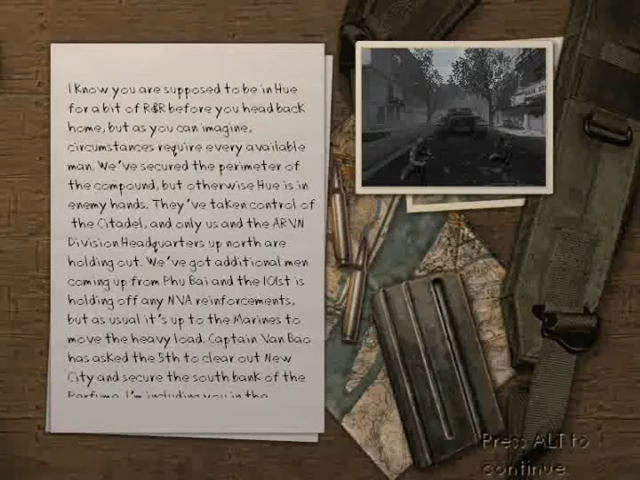 I know you are supposed to be in Hue
for a bit of R&R before you head back
home, but as you can imagine,
circumstances require every available
man. We've secured the perimeter of
the compound, but otherwise Hue is in
enemy hands. They've taken control of
the Citadel, and only us and the ARVN
Division Headquarters up north are
holding out. We've got additional men
coming up from Phu Bai and the 101st is
holding off any NVA reinforcements,
but as usual it's up to the Marines to
move the heavy load. Captain Van Bao
has asked the 5th to clear out New
City and secure the south bank of the
Perfume. I'm including you in the
Press ALT to
continue.